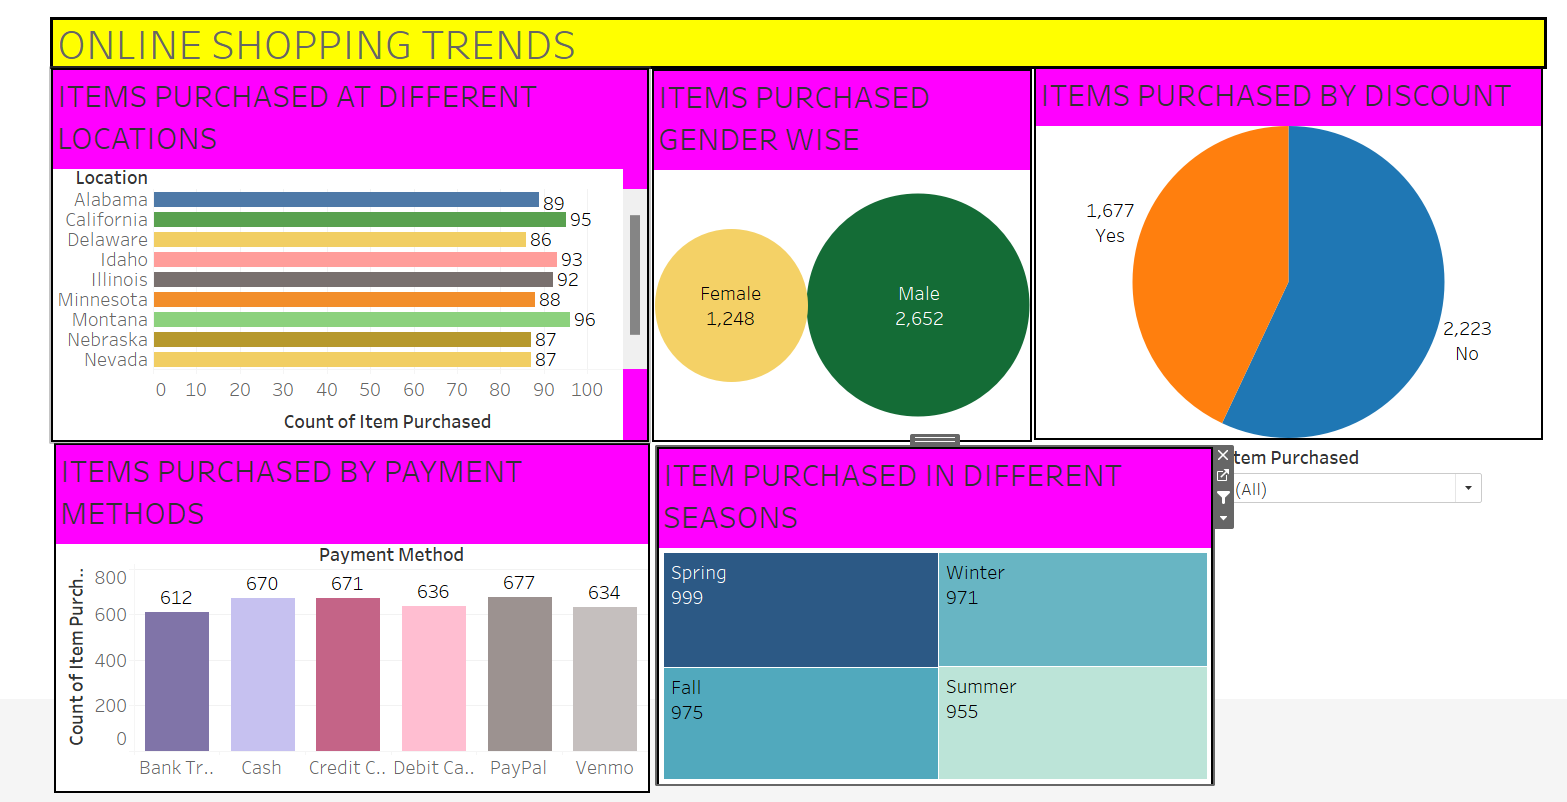 ONLINE SHOPPING TRENDS
ITEMS PURCHASED AT DIFFERENT
LOCATIONS
Location
Alabama 89
California 95
Delaware 86
Idaho 93
Illinois 92
Minnesota 88
Montana 96
Nebraska 87
Nevada 87
0 10 20 30 40 50 60 70 80 90 100
Count of Item Purchased
ITEMS PURCHASED
GENDER WISE
Female
1,248
Male
2,652
ITEMS PURCHASED BY DISCOUNT
1,677
Yes
2,223
No
ITEMS PURCHASED BY PAYMENT
METHODS
Payment Method
Count of Item Purch..
800
600
400
200
0
612 670 671 636 677 634
Bank Tr.. Cash Credit C.. Debit Ca.. PayPal Venmo
ITEM PURCHASED IN DIFFERENT
SEASONS
Spring
999
Winter
971
Fall
975
Summer
955
tem Purchased
(All)